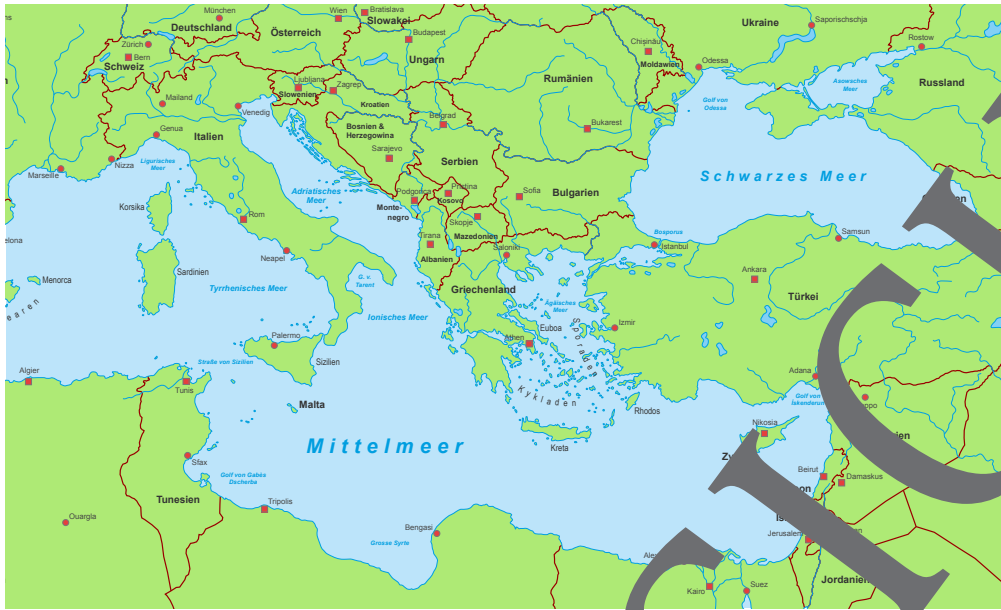 München
Wien
Bratislava
Slowakei
Ukraine
Saporischschja
Deutschland
Österreich
Budapest
Rostow
Zürich
Bern
Schweiz
Ungarn
Chișinău
Moldawien
Odessa
Asowsches
Meer
Russland
Ljubljana
Slowenien
Zagrep
Rumänien
Golf von
Odessa
Mailand
Venedig
Kroatien
Belgrad
Bukarest
Genua
Italien
Bosnien &
Herzegowina
Sarajevo
Serbien
Nizza
Marseille
Ligurisches
Meer
Schwarzes Meer
Adriatisches
Meer
Podgorica
Pristina
Kosovo
Sofia
Bulgarien
Korsika
Rom
Monte-
negro
Skopje
Mazedonien
Tirana
Albanien
Saloniki
Bosporus
Istanbul
Samsun
Neapel
Menorca
Sardinien
Tyrrhenisches Meer
G. v.
Tarent
Griechenland
Ankara
Türkei
Ionisches Meer
Ägäisches
Meer
Euboa
Sporaden
Izmir
Athen
Palermo
Sizilien
Straße von Sizilien
Algier
Tunis
Kykladen
Rhodos
Adana
Golf von
Iskenderun
Malta
Kreta
Nikosia
Mittelmeer
Sfax
Golf von Gabès
Dscherba
Beirut
Damaskus
Tunesien
Tripolis
Ouargla
Bengasi
Grosse Syrte
Jerusalem
Kairo
Suez
Jordanien